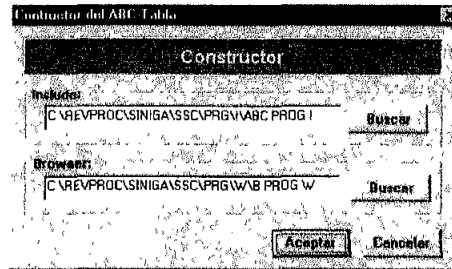 Contructor del ABC Tabla
Constructor
Include:
C:\REVPROC\SINIGA\SSC\PRG\I\ABC PROG I
Buscar
Browser:
C:\REVPROC\SINIGA\SSC\PRG\W\B PROG W
Buscar
Aceptar
Cancelar